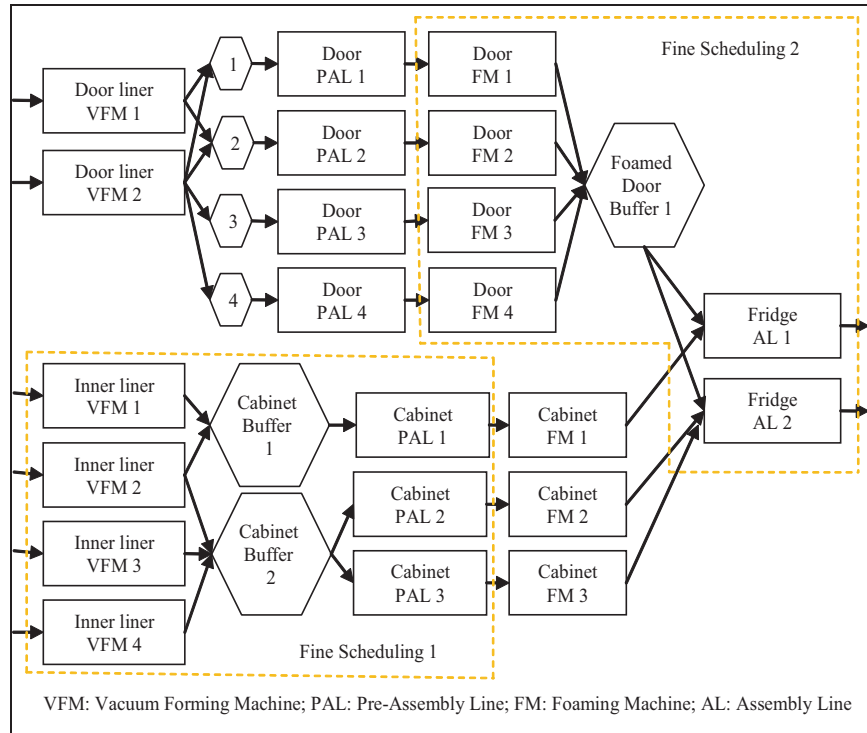 Fine Scheduling 2
Door liner
VFM 1
Door liner
VFM 2
1
2
3
4
Door
PAL 1
Door
PAL 2
Door
PAL 3
Door
PAL 4
Door
FM 1
Door
FM 2
Door
FM 3
Door
FM 4
Foamed
Door
Buffer 1
Fridge
AL 1
Fridge
AL 2
Inner liner
VFM 1
Inner liner
VFM 2
Inner liner
VFM 3
Inner liner
VFM 4
Cabinet
Buffer
1
Cabinet
Buffer
2
Cabinet
PAL 1
Cabinet
PAL 2
Cabinet
PAL 3
Cabinet
FM 1
Cabinet
FM 2
Cabinet
FM 3
Fine Scheduling 1
VFM: Vacuum Forming Machine; PAL: Pre-Assembly Line; FM: Foaming Machine; AL: Assembly Line